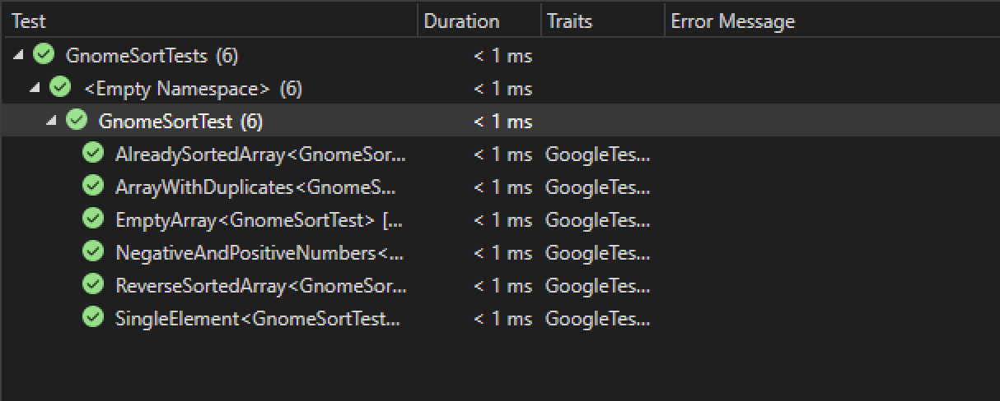 Test Duration Traits Error Message
GnomeSortTests (6) < 1 ms
<Empty Namespace> (6) < 1 ms
GnomeSortTest (6) < 1 ms
AlreadySortedArray<GnomeSor... < 1 ms GoogleTes...
ArrayWithDuplicates<GnomeS... < 1 ms GoogleTes...
EmptyArray<GnomeSortTest> [... < 1 ms GoogleTes...
NegativeAndPositiveNumbers<... < 1 ms GoogleTes...
ReverseSortedArray<GnomeSor... < 1 ms GoogleTes...
SingleElement<GnomeSortTest... < 1 ms GoogleTes...